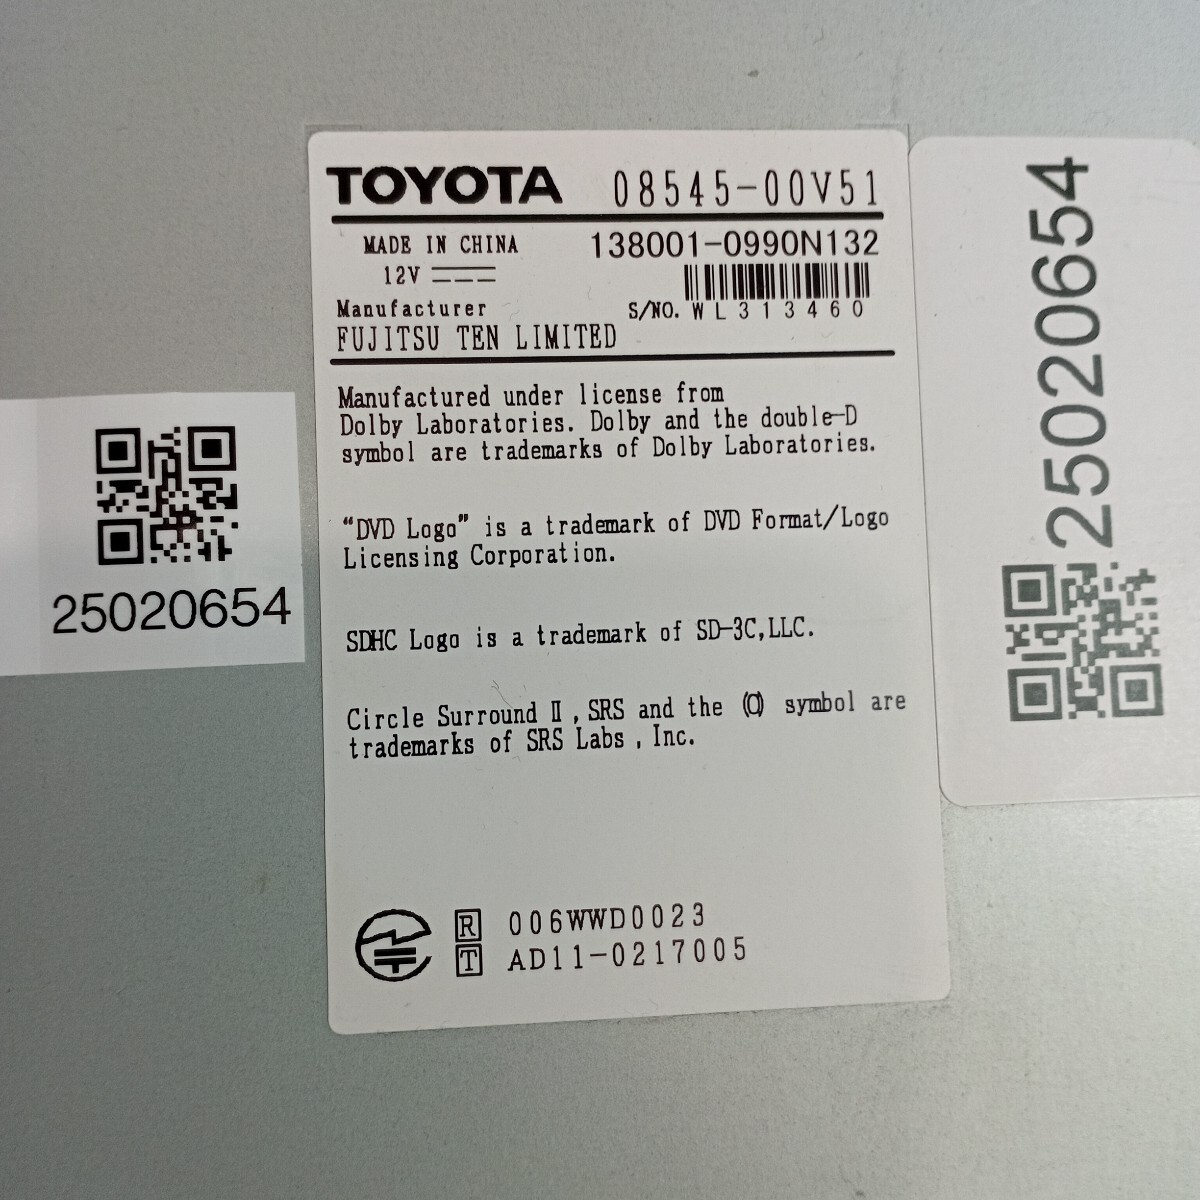 TOYOTA 08545-00V51
MADE IN CHINA 138001-0990N132
12V
Manufacturer S/NO. WL313460
FUJITSU TEN LIMITED
Manufactured under license from
Dolby Laboratories. Dolby and the double-D
symbol are trademarks of Dolby Laboratories.
“DVD Logo” is a trademark of DVD Format/Logo
Licensing Corporation.
SDHC Logo is a trademark of SD-3C,LLC.
Circle Surround Ⅱ, SRS and the (O) symbol are
trademarks of SRS Labs, Inc.
R 006WWD0023
T AD11-0217005
25020654
25020654